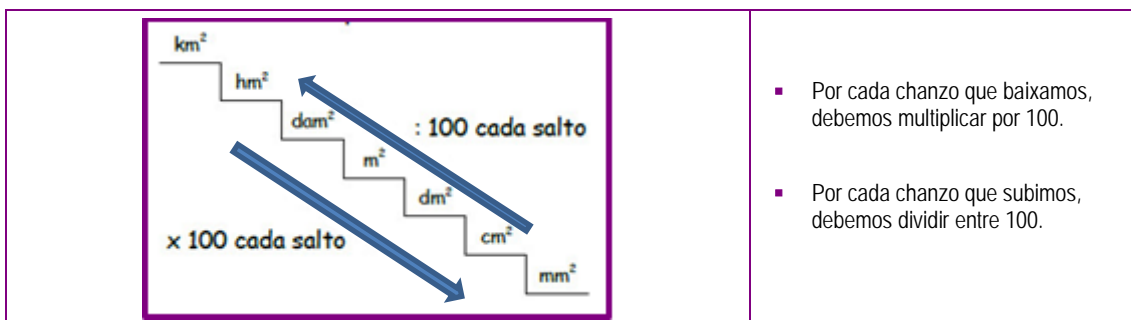 km²
hm²
dam²
: 100 cada salto
m²
dm²
x 100 cada salto
cm²
mm²
▪ Por cada chanzo que baixamos,
debemos multiplicar por 100.
▪ Por cada chanzo que subimos,
debemos dividir entre 100.